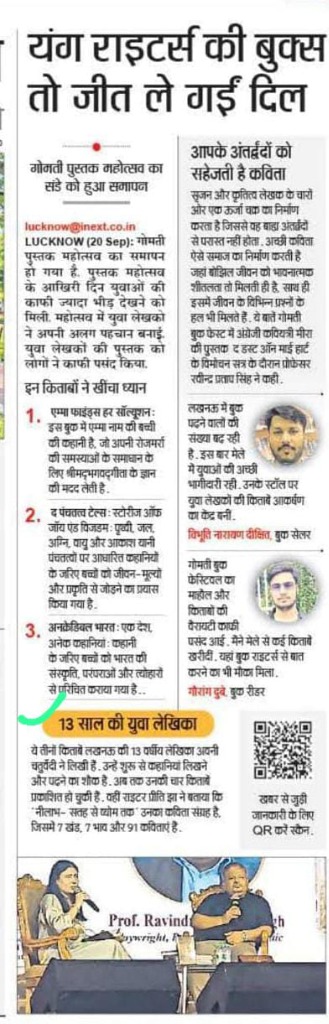 यंग राइटर्स की बुक्स
तो जीत ले गईं दिल
गोमती पुस्तक महोत्सव का
संडे को हुआ समापन
lucknow@inext.co.in
LUCKNOW (20 Sep): गोमती
पुस्तक महोत्सव का समापन
हो गया है. पुस्तक महोत्सव
के आखिरी दिन युवाओं की
काफी ज्यादा भीड़ देखने को
मिली. महोत्सव में युवा लेखकों
ने अपनी अलग पहचान बनाई.
युवा लेखकों की पुस्तक को
लोगों ने काफी पसंद किया.
इन किताबों ने खींचा ध्यान
1. एम्मा फाइंड्स हर सॉल्यूशन:
इस बुक में एम्मा नाम की बच्ची
की कहानी है, जो अपनी रोजमर्रा
की समस्याओं के समाधान के
लिए श्रीमद्भगवद्गीता के ज्ञान
की मदद लेती है.
2. द पंचतत्व टेल्स: स्टोरीज ऑफ
जॉय एंड विजडम: पृथ्वी, जल,
अग्नि, वायु और आकाश यानी
पंचतत्वों पर आधारित कहानियों
के जरिए बच्चों को जीवन-मूल्यों
और प्रकृति से जोड़ने का प्रयास
किया गया है.
3. अनक्रेडिबल भारत: एक देश,
अनेक कहानियां: कहानी
के जरिए बच्चों को भारत की
संस्कृति, परंपराओं और त्योहारों
से परिचित कराया गया है..
13 साल की युवा लेखिका
ये तीनों किताबें लखनऊ की 13 वर्षीय लेखिका अवनी
चतुर्वेदी ने लिखी हैं. उन्हें शुरू से कहानियां लिखने
और पढ़ने का शौक है. अब तक उनकी चार किताबें
प्रकाशित हो चुकी हैं. वहीं राइटर प्रीति झा ने बताया कि
'नीलाभ- सतह से व्योम तक' उनका कविता संग्रह है,
जिसमें 7 खंड, 7 भाव और 91 कविताएं हैं.
आपके अंतर्द्वंदों को
सहेजती है कविता
सृजन और कृतित्व लेखक के चारों
ओर एक ऊर्जा चक्र का निर्माण
करता है जिससे वह बाह्य अंतर्द्वंदों
से परास्त नहीं होता. अच्छी कविता
ऐसे समाज का निर्माण करती है
जहां बोझिल जीवन को भावनात्मक
शीतलता तो मिलती ही है, साथ ही
इसमें जीवन के विभिन्न प्रश्नों के
हल भी मिलते हैं. ये बातें गोमती
बुक फेस्ट में अंग्रेजी कवयित्री मीरा
की पुस्तक द डस्ट ऑन माई हार्ट
के विमोचन सत्र के दौरान प्रोफेसर
रवीन्द्र प्रताप सिंह ने कही.
लखनऊ में बुक
पढ़ने वालों की
संख्या बढ़ रही
है. इस बार मेले
में युवाओं की अच्छी
भागीदारी रही. उनके स्टॉल पर
युवा लेखकों की किताबें आकर्षण
का केंद्र बनीं.
विभूति नारायण दीक्षित, बुक सेलर
गोमती बुक
फेस्टिवल का
माहौल और
किताबों की
वैरायटी काफी
पसंद आई. मैंने मेले से कई किताबें
खरीदीं. यहां बुक राइटर्स से बात
करने का भी मौका मिला.
गौरांग दुबे, बुक रीडर
खबर से जुड़ी
जानकारी के लिए
QR करें स्कैन.
Prof. Ravind